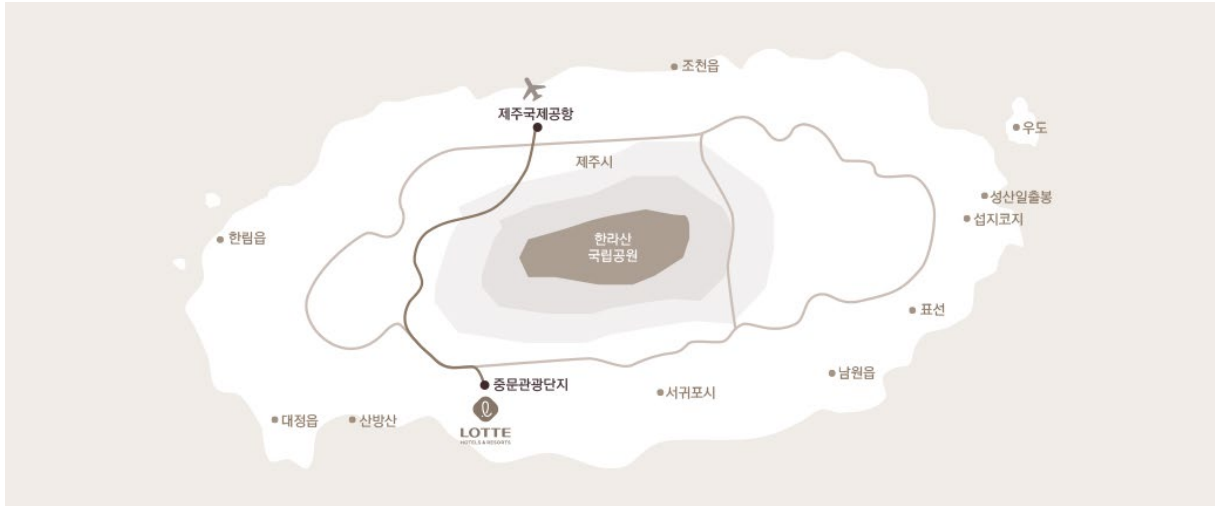 조천읍
제주국제공항
우도
제주시
성산일출봉
섭지코지
한림읍
한라산
국립공원
표선
남원읍
중문관광단지
서귀포시
대정읍
산방산
LOTTE
HOTELS & RESORTS